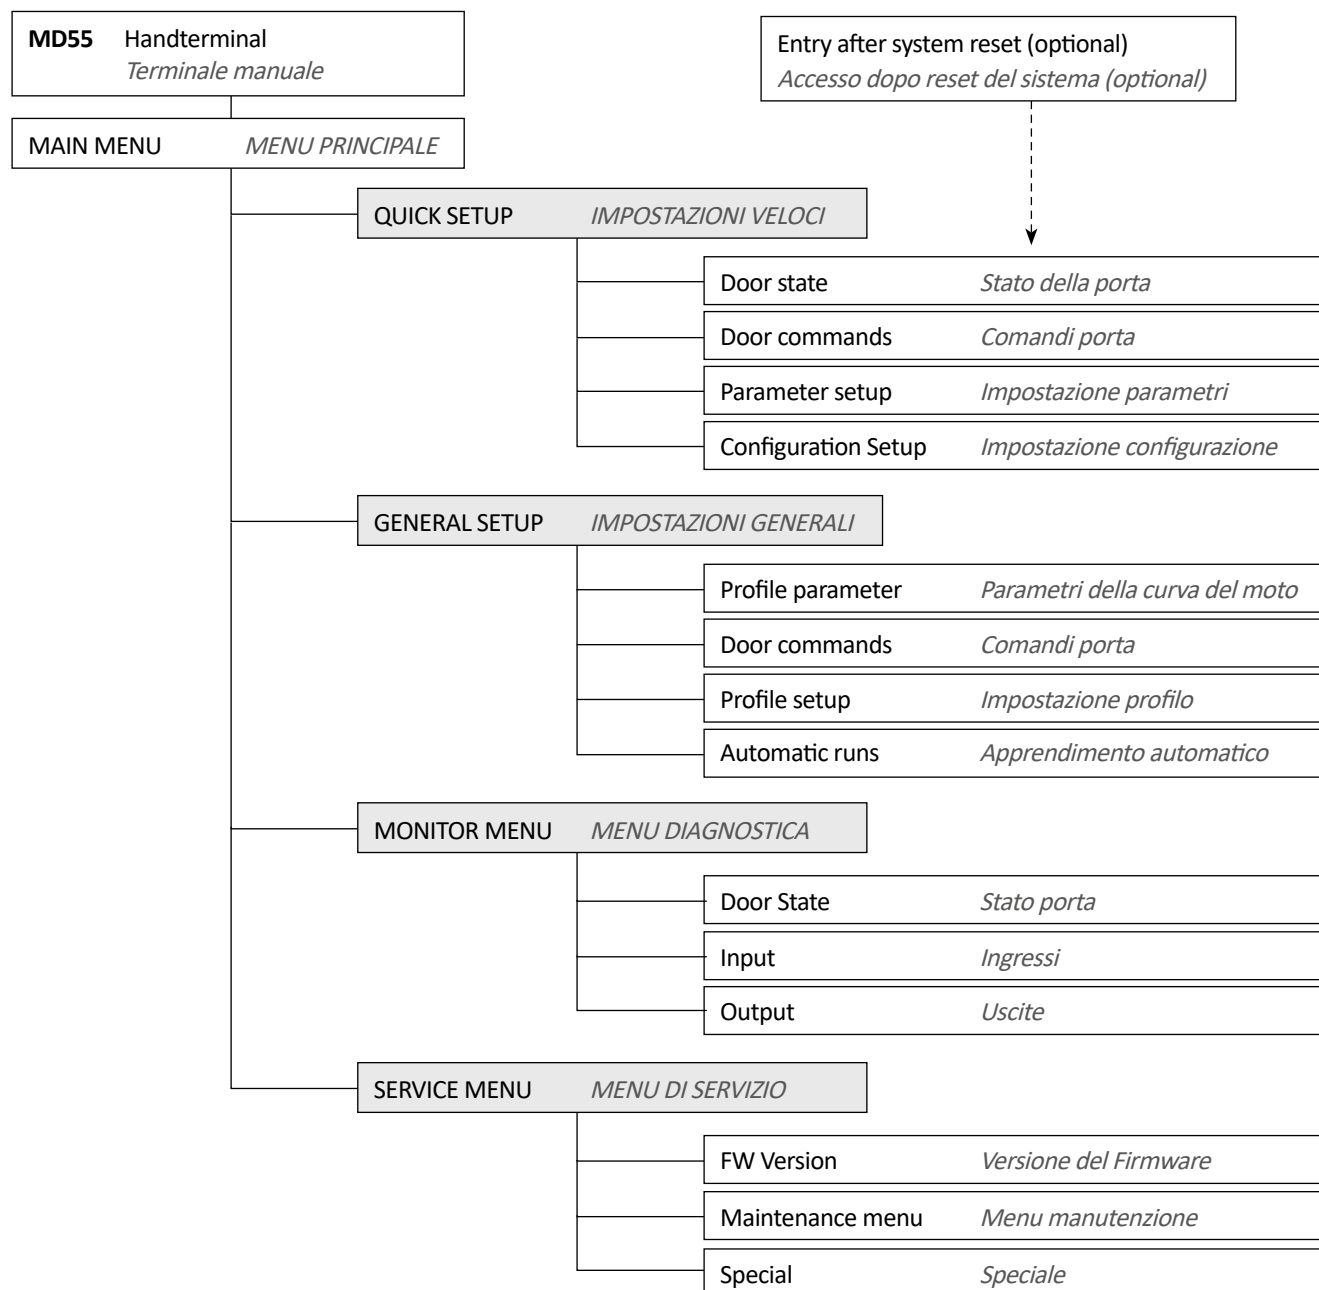 MD55 Handterminal
Terminale manuale
Entry after system reset (optional)
Accesso dopo reset del sistema (optional)
MAIN MENU MENU PRINCIPALE
QUICK SETUP IMPOSTAZIONI VELOCI
Door state Stato della porta
Door commands Comandi porta
Parameter setup Impostazione parametri
Configuration Setup Impostazione configurazione
GENERAL SETUP IMPOSTAZIONI GENERALI
Profile parameter Parametri della curva del moto
Door commands Comandi porta
Profile setup Impostazione profilo
Automatic runs Apprendimento automatico
MONITOR MENU MENU DIAGNOSTICA
Door State Stato porta
Input Ingressi
Output Uscite
SERVICE MENU MENU DI SERVIZIO
FW Version Versione del Firmware
Maintenance menu Menu manutenzione
Special Speciale